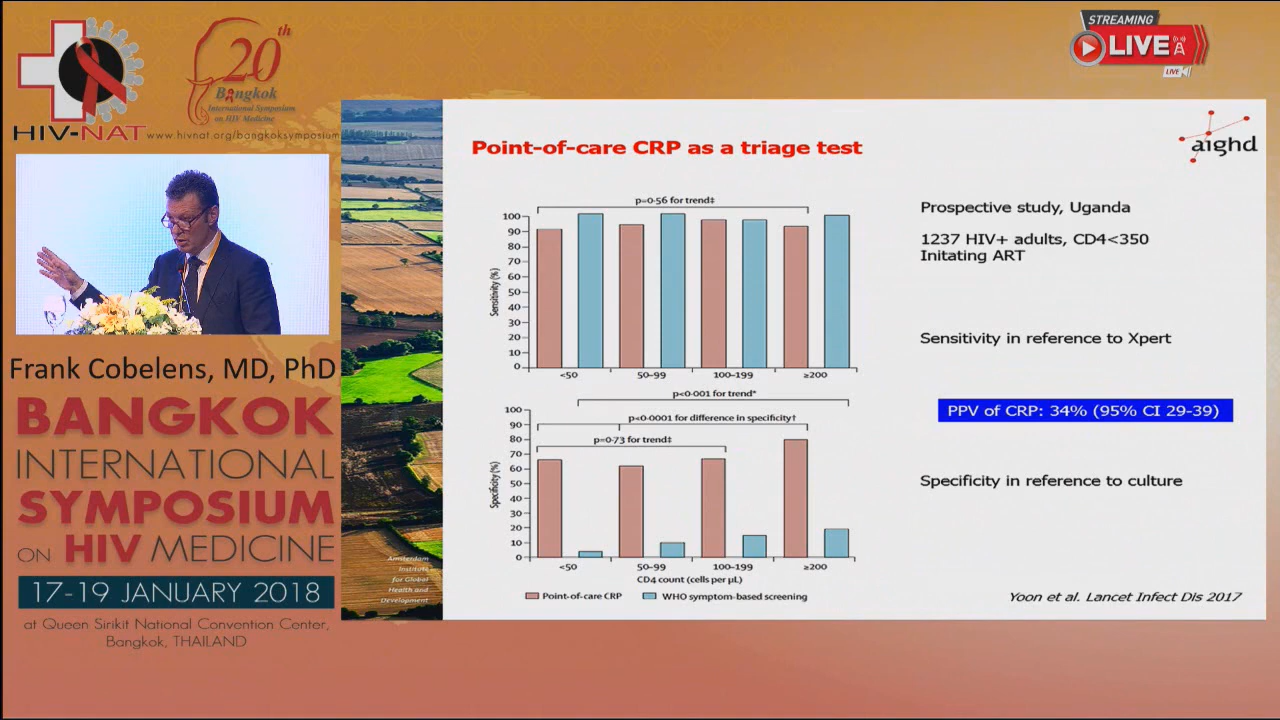 HIV-NAT
www.hivnat.org/bangkoksymposium
20th
Bangkok
International Symposium
on HIV Medicine
STREAMING
LIVE
LIVE
Frank Cobelens, MD, PhD
BANGKOK
INTERNATIONAL
SYMPOSIUM
ON HIV MEDICINE
17-19 JANUARY 2018
at Queen Sirikit National Convention Center,
Bangkok, THAILAND
Amsterdam
Institute
for Global
Health and
Development
aighd
Point-of-care CRP as a triage test
p=0·56 for trend‡
100
90
80
70
60
50
40
30
20
10
0
Sensitivity (%)
<50
50–99
100–199
≥200
p<0·001 for trend*
p<0·0001 for difference in specificity†
p=0·73 for trend‡
100
90
80
70
60
50
40
30
20
10
0
Specificity (%)
<50
50–99
100–199
≥200
CD4 count (cells per μL)
Point-of-care CRP
WHO symptom-based screening
Prospective study, Uganda
1237 HIV+ adults, CD4<350
Initating ART
Sensitivity in reference to Xpert
PPV of CRP: 34% (95% CI 29-39)
Specificity in reference to culture
Yoon et al. Lancet Infect Dis 2017